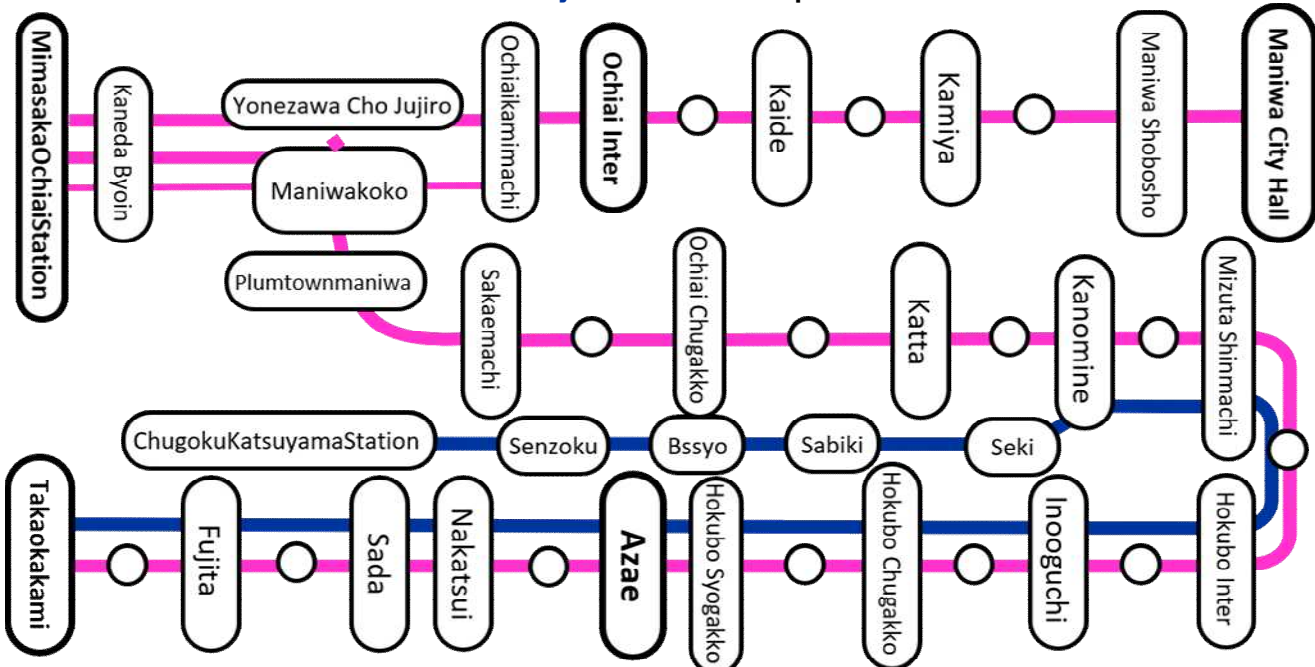 MimasakaOchiaiStation
Kaneda Byoin
Yonezawa Cho Jujiro
Maniwakoko
Plumtownmaniwa
Ochiaikamimachi
Ochiai Inter
Kaide
Kamiya
Maniwa Shobosho
Maniwa City Hall
Sakaemachi
Ochiai Chugakko
Katta
Kanomine
Mizuta Shinmachi
ChugokuKatsuyamaStation
Senzoku
Bssyo
Sabiki
Seki
Takaokakami
Fujita
Sada
Nakatsui
Azae
Hokubo Syogakko
Hokubo Chugakko
Inooguchi
Hokubo Inter